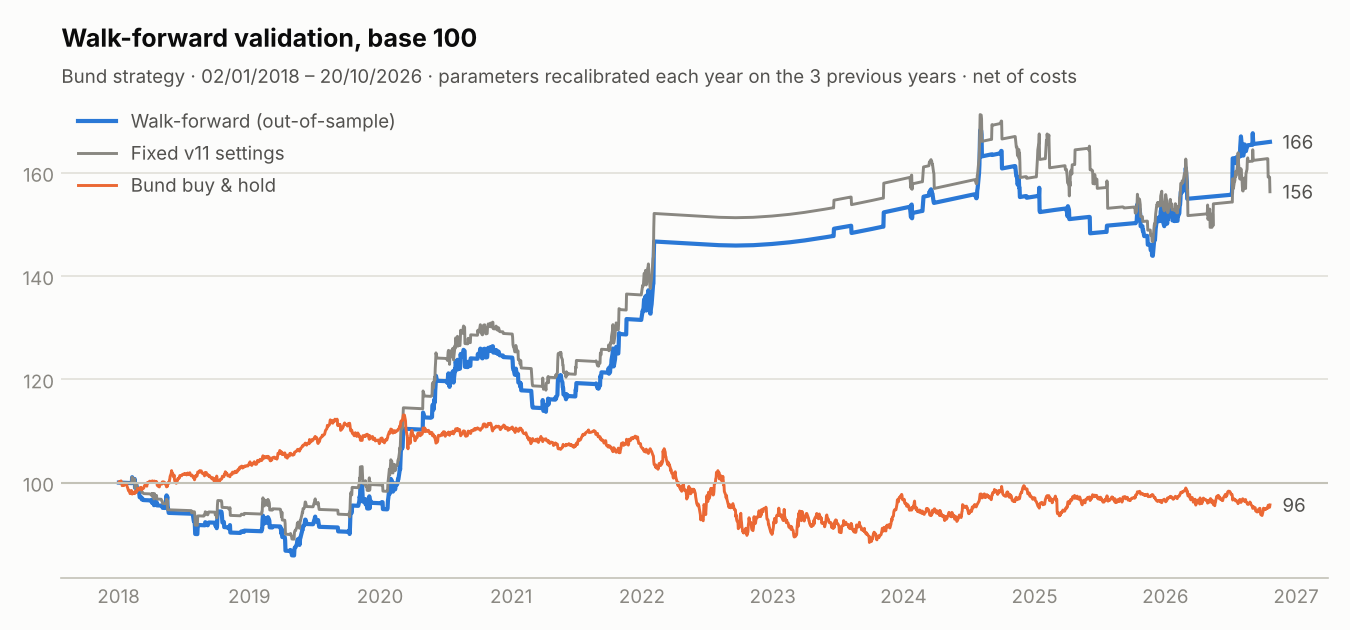 Walk-forward validation, base 100
Bund strategy · 02/01/2018 – 20/10/2026 · parameters recalibrated each year on the 3 previous years · net of costs
Walk-forward (out-of-sample)
Fixed v11 settings
Bund buy & hold
160
140
120
100
166
156
96
2018 2019 2020 2021 2022 2023 2024 2025 2026 2027